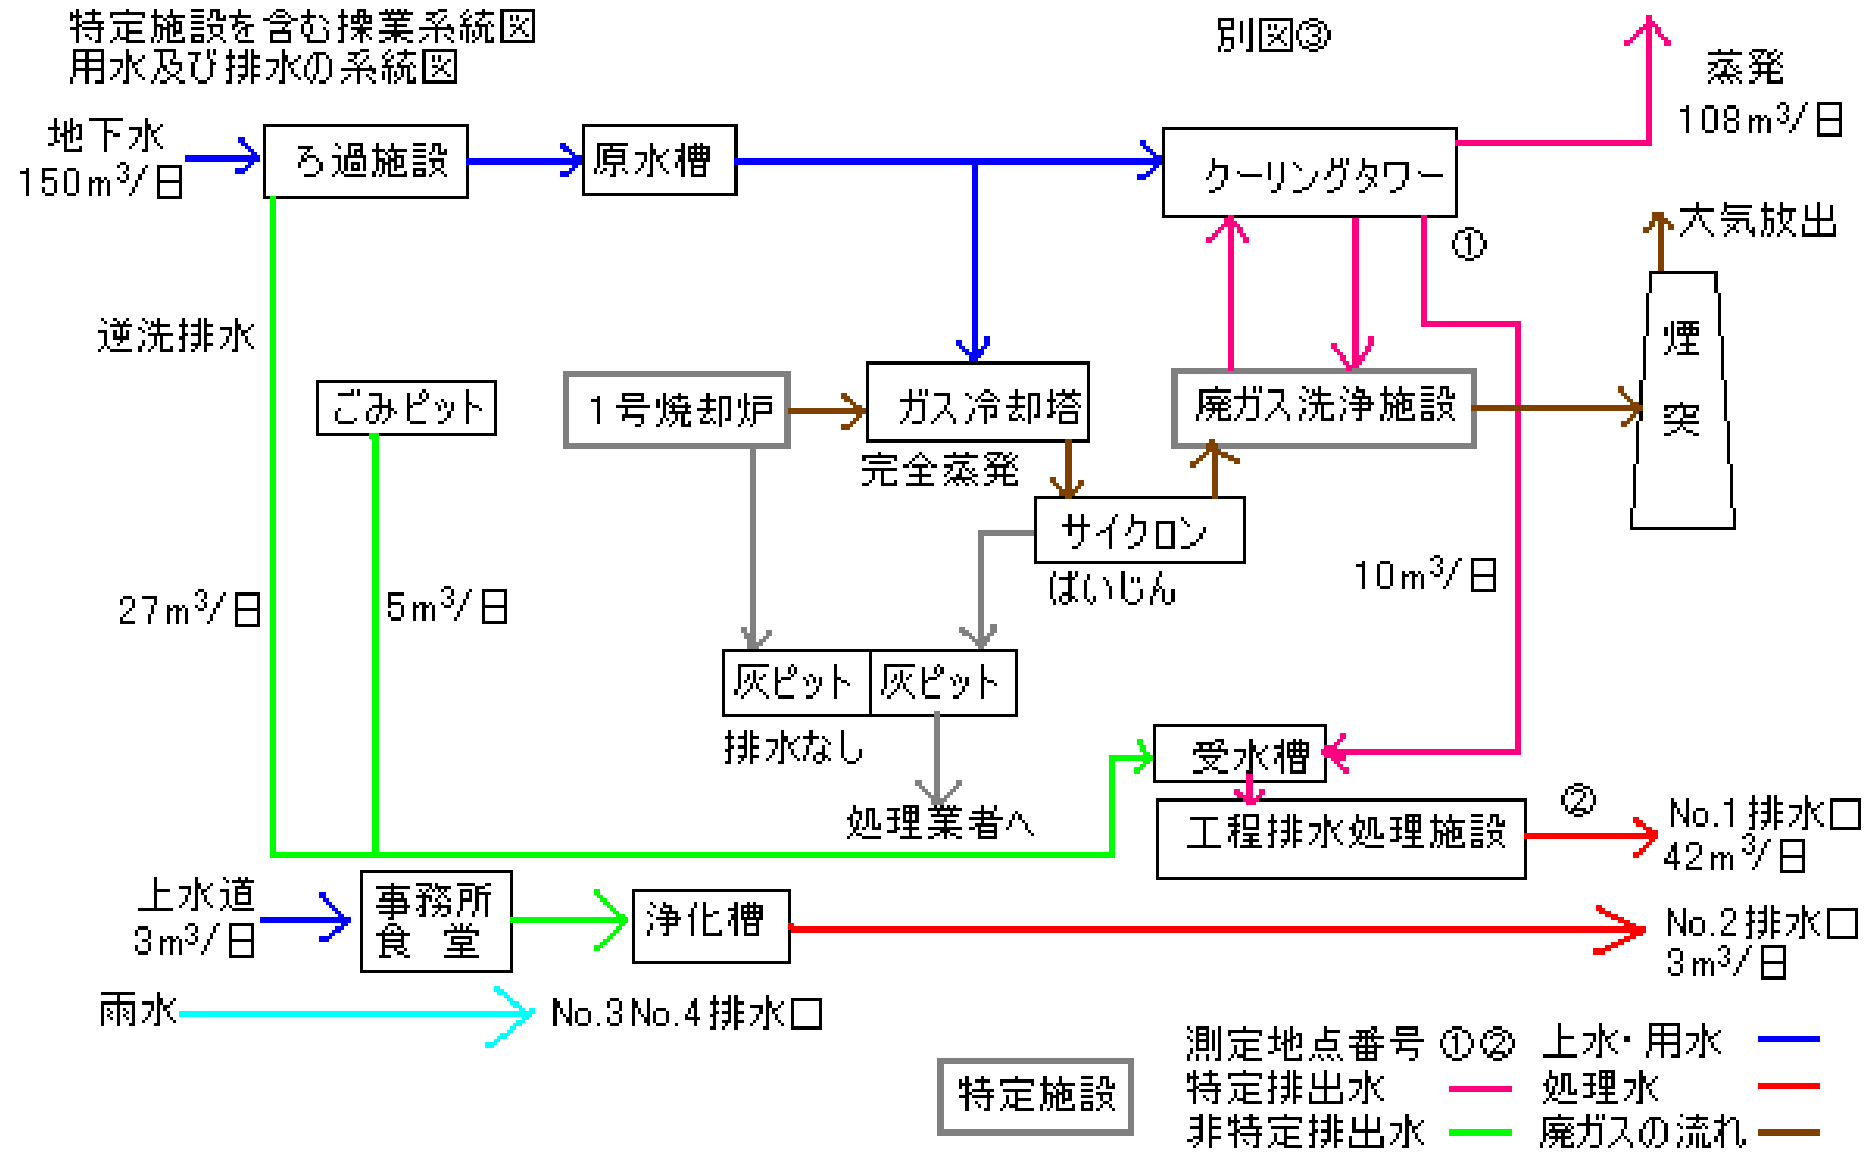 特定施設を含む操業系統図
用水及び排水の系統図
別図③
蒸発
108m³/日
地下水
150m³/日
ろ過施設
原水槽
クーリングタワー
①
大気放出
煙突
逆洗排水
ごみピット
1号焼却炉
ガス冷却塔
完全蒸発
廃ガス洗浄施設
サイクロン
ばいじん
10m³/日
27m³/日
5m³/日
灰ピット
灰ピット
排水なし
処理業者へ
受水槽
工程排水処理施設
②
No.1排水口
42m³/日
上水道
3m³/日
事務所
食 堂
浄化槽
No.2排水口
3m³/日
雨水
No.3No.4排水口
特定施設
測定地点番号 ①②
上水・用水
特定排出水
処理水
非特定排出水
廃ガスの流れ